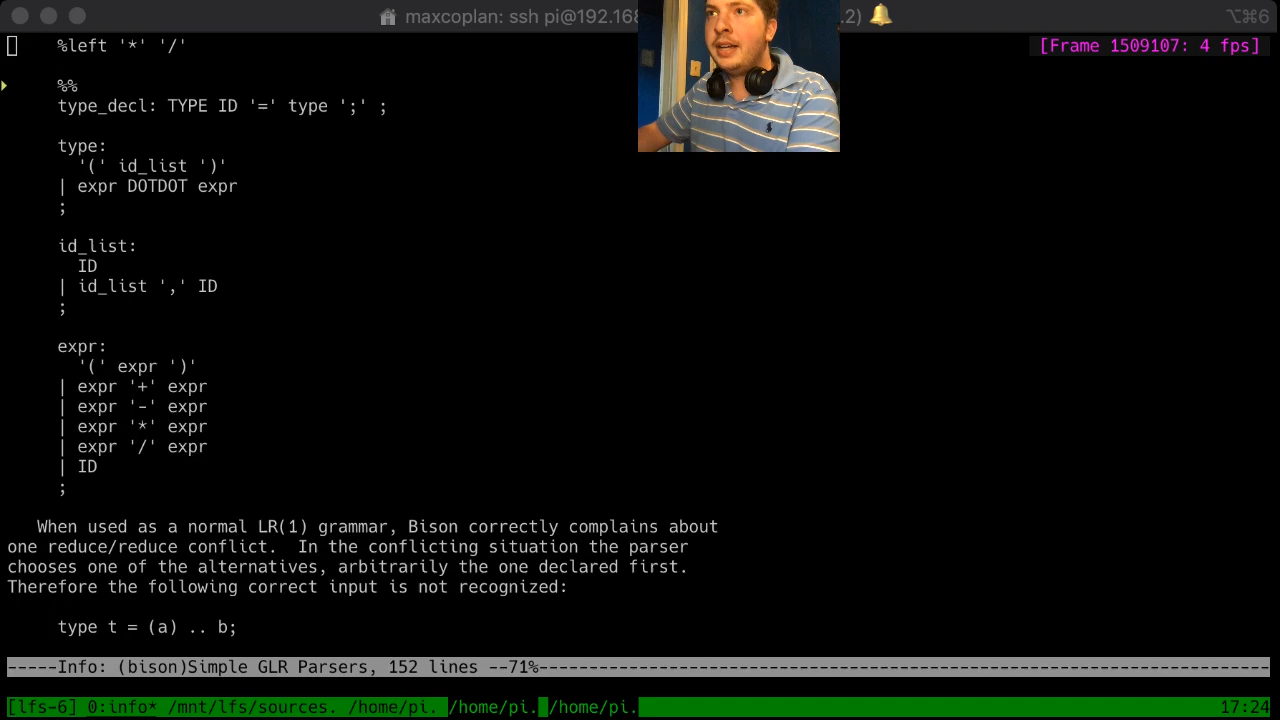 maxcoplan: ssh pi@192.168 .2) ⌥⌘6
%left '*' '/'
[Frame 1509107: 4 fps]
%%
type_decl: TYPE ID '=' type ';' ;
type:
'(' id_list ')'
| expr DOTDOT expr
;
id_list:
ID
| id_list ',' ID
;
expr:
'(' expr ')'
| expr '+' expr
| expr '-' expr
| expr '*' expr
| expr '/' expr
| ID
;
When used as a normal LR(1) grammar, Bison correctly complains about
one reduce/reduce conflict.  In the conflicting situation the parser
chooses one of the alternatives, arbitrarily the one declared first.
Therefore the following correct input is not recognized:
type t = (a) .. b;
-----Info: (bison)Simple GLR Parsers, 152 lines --71%-------------------------------------------------------------------------
[lfs-6] 0:info* /mnt/lfs/sources. /home/pi. /home/pi. /home/pi. 17:24